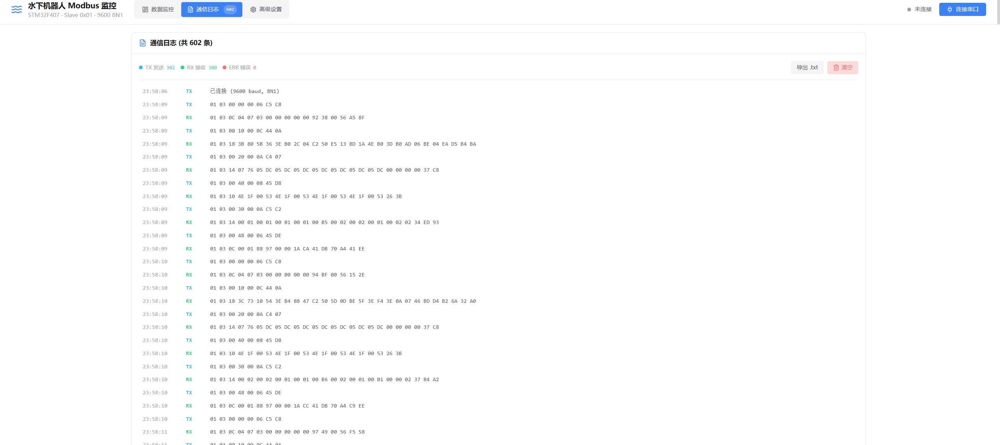 水下机器人 Modbus 监控
STM32F407 · Slave 0x01 · 9600 8N1
数据监控
通信日志 602
高级设置
未连接
连接串口
通信日志 (共 602 条)
TX 发送 302 RX 接收 300 ERR 错误 0
导出 .txt
清空
23:58:06 TX 已连接 (9600 baud, 8N1)
23:58:09 TX 01 03 00 00 00 06 C5 C8
23:58:09 RX 01 03 0C 04 07 03 00 00 00 00 00 92 38 00 56 A5 8F
23:58:09 TX 01 03 00 10 00 0C 44 0A
23:58:09 RX 01 03 18 3B 80 5B 36 3E B0 2C 04 C2 50 E5 13 BD 1A 4E B0 3D B0 AD 06 BE 04 EA D5 B4 BA
23:58:09 TX 01 03 00 20 00 0A C4 07
23:58:09 RX 01 03 14 07 76 05 DC 05 DC 05 DC 05 DC 05 DC 05 DC 05 DC 00 00 00 00 37 C8
23:58:09 TX 01 03 00 40 00 08 45 D8
23:58:09 RX 01 03 10 4E 1F 00 53 4E 1F 00 53 4E 1F 00 53 4E 1F 00 53 26 3B
23:58:09 TX 01 03 00 30 00 0A C5 C2
23:58:09 RX 01 03 14 00 01 00 01 00 01 00 01 00 B5 00 02 00 02 00 01 00 02 02 34 ED 93
23:58:09 TX 01 03 00 48 00 06 45 DE
23:58:09 RX 01 03 0C 00 01 88 97 00 00 1A CA 41 DB 70 A4 41 EE
23:58:10 TX 01 03 00 00 00 06 C5 C8
23:58:10 RX 01 03 0C 04 07 03 00 00 00 00 00 94 BF 00 56 15 2E
23:58:10 TX 01 03 00 10 00 0C 44 0A
23:58:10 RX 01 03 18 3C 73 10 54 3E B4 88 47 C2 50 5D 0D BE 5F 3E F4 3E 0A 07 46 BD D4 B2 6A 32 A0
23:58:10 TX 01 03 00 20 00 0A C4 07
23:58:10 RX 01 03 14 07 76 05 DC 05 DC 05 DC 05 DC 05 DC 05 DC 05 DC 00 00 00 00 37 C8
23:58:10 TX 01 03 00 40 00 08 45 D8
23:58:10 RX 01 03 10 4E 1F 00 53 4E 1F 00 53 4E 1F 00 53 4E 1F 00 53 26 3B
23:58:10 TX 01 03 00 30 00 0A C5 C2
23:58:10 RX 01 03 14 00 02 00 02 00 01 00 01 00 B6 00 02 00 01 00 01 00 00 02 37 84 A2
23:58:10 TX 01 03 00 48 00 06 45 DE
23:58:10 RX 01 03 0C 00 01 88 97 00 00 1A CC 41 DB 70 A4 C9 EE
23:58:10 TX 01 03 00 00 00 06 C5 C8
23:58:11 RX 01 03 0C 04 07 03 00 00 00 00 00 97 49 00 56 F5 58
23:58:11 TX 01 03 00 10 00 0C 44 0A